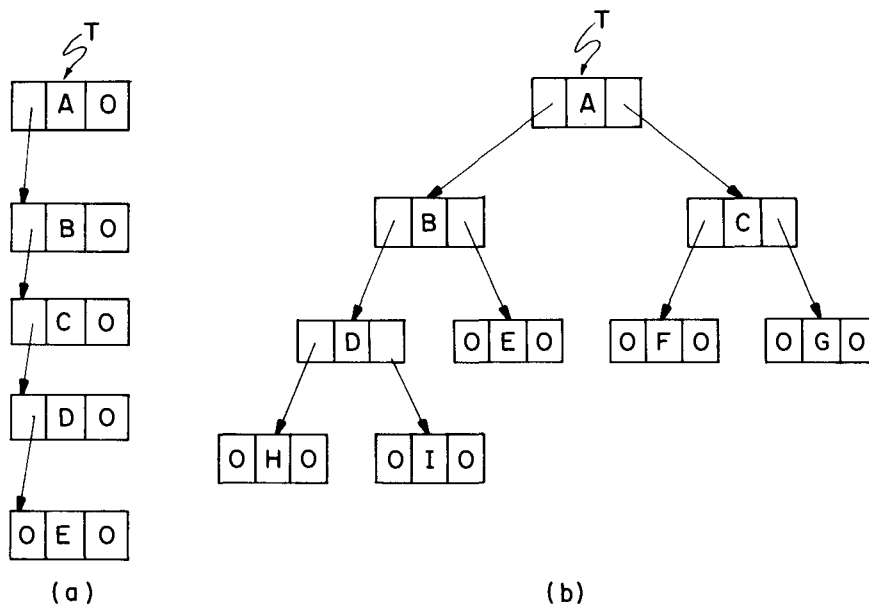 T
A O
B O
C O
D O
O E O
(a)
T
A
B
C
D
O E O
O F O
O G O
O H O
O I O
(b)